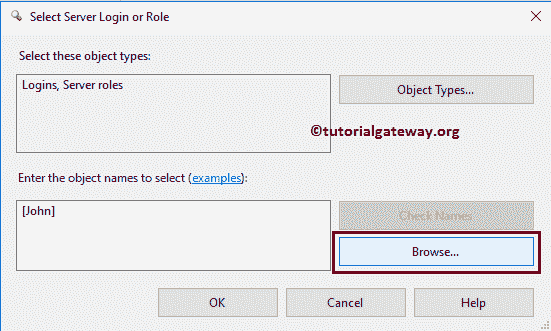 Select Server Login or Role
Select these object types:
Logins, Server roles
Object Types...
©tutorialgateway.org
Enter the object names to select (examples):
[John]
Check Names
Browse...
OK
Cancel
Help